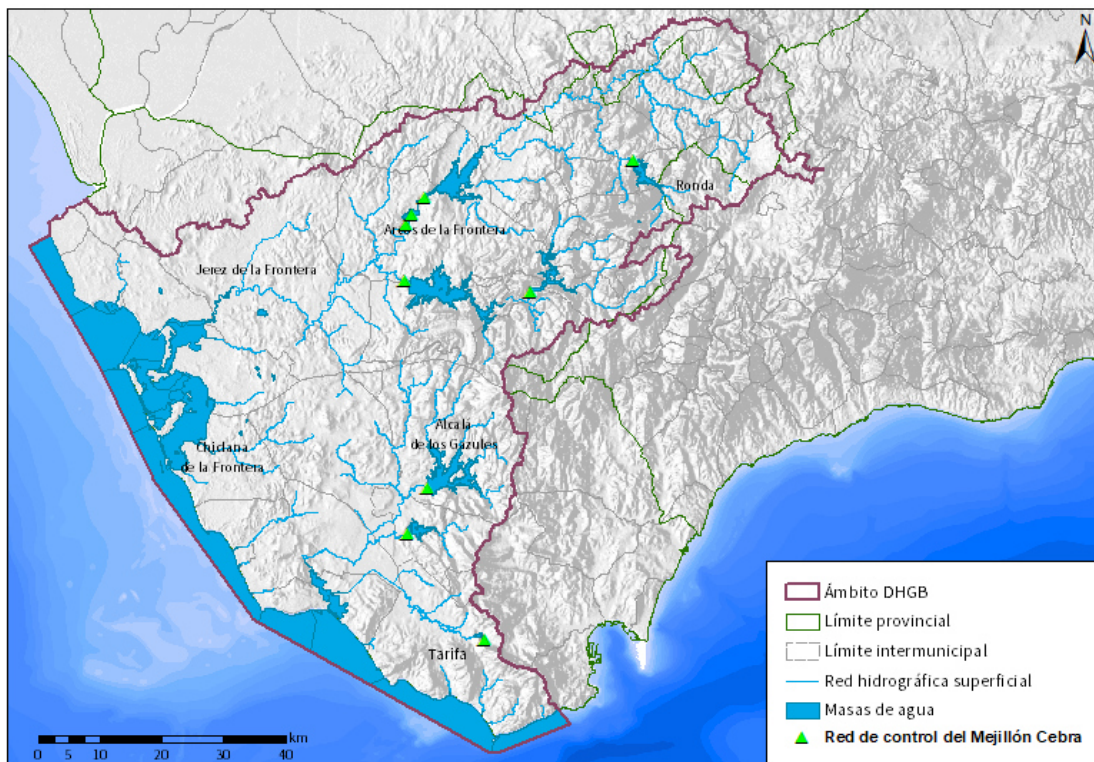 N
Ronda
Arcos de la Frontera
Jerez de la Frontera
Alcalá
de los Gazules
Chiclana
de la Frontera
Tarifa
km
0 5 10 20 30 40
Ámbito DHGB
Límite provincial
Límite intermunicipal
Red hidrográfica superficial
Masas de agua
Red de control del Mejillón Cebra